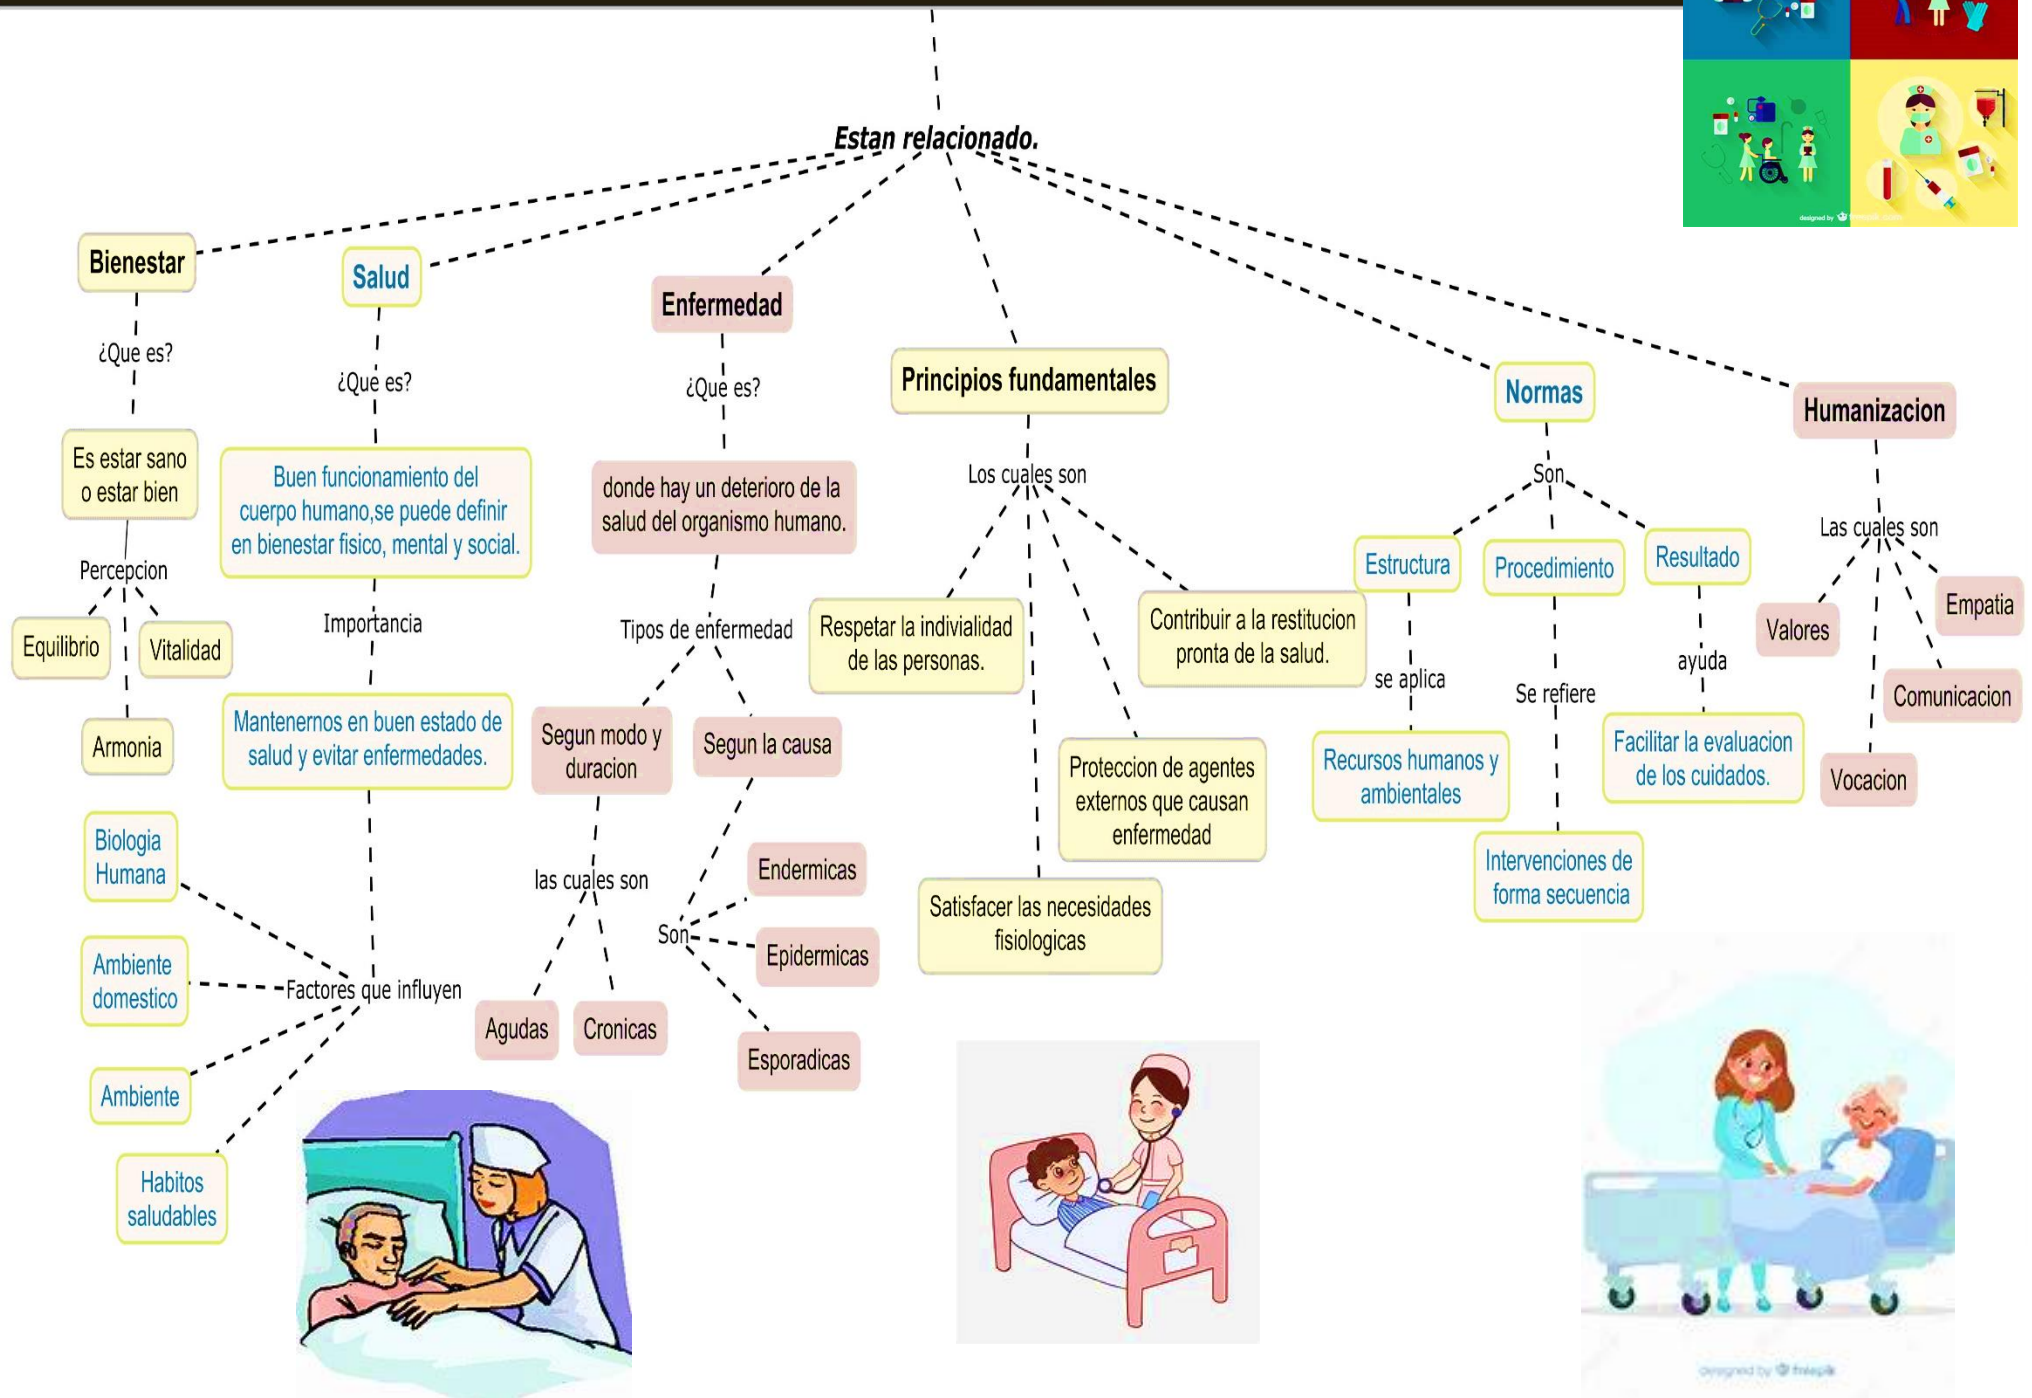 designed by freepik
Estan relacionado.
Bienestar
¿Que es?
Es estar sano
o estar bien
Percepcion
Equilibrio
Vitalidad
Armonia
Salud
¿Que es?
Buen funcionamiento del
cuerpo humano,se puede definir
en bienestar fisico, mental y social.
Importancia
Mantenernos en buen estado de
salud y evitar enfermedades.
Factores que influyen
Biologia
Humana
Ambiente
domestico
Ambiente
Habitos
saludables
Enfermedad
¿Que es?
donde hay un deterioro de la
salud del organismo humano.
Tipos de enfermedad
Segun modo y
duracion
las cuales son
Agudas
Cronicas
Segun la causa
Son
Endermicas
Epidermicas
Esporadicas
Principios fundamentales
Los cuales son
Respetar la indivialidad
de las personas.
Satisfacer las necesidades
fisiologicas
Proteccion de agentes
externos que causan
enfermedad
Contribuir a la restitucion
pronta de la salud.
Normas
Son
Estructura
se aplica
Recursos humanos y
ambientales
Procedimiento
Se refiere
Intervenciones de
forma secuencia
Resultado
ayuda
Facilitar la evaluacion
de los cuidados.
Humanizacion
Las cuales son
Valores
Vocacion
Comunicacion
Empatia
designed by freepik